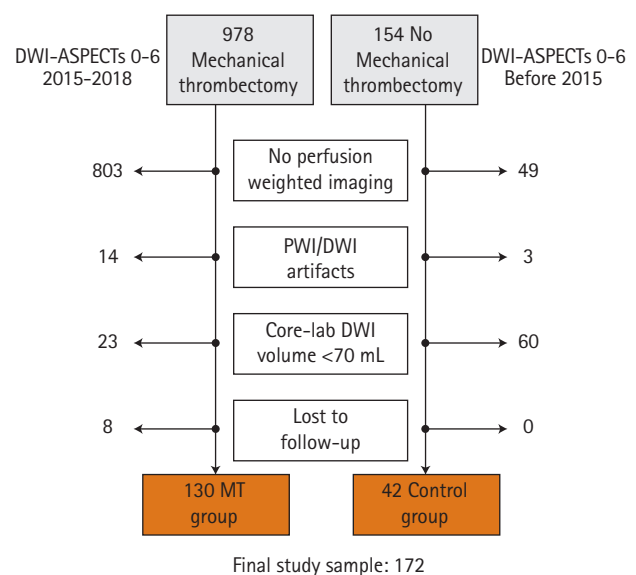 DWI-ASPECTs 0-6
2015-2018
978
Mechanical
thrombectomy
154 No
Mechanical
thrombectomy
DWI-ASPECTs 0-6
Before 2015
803
No perfusion
weighted imaging
49
14
PWI/DWI
artifacts
3
23
Core-lab DWI
volume <70 mL
60
8
Lost to
follow-up
0
130 MT
group
42 Control
group
Final study sample: 172